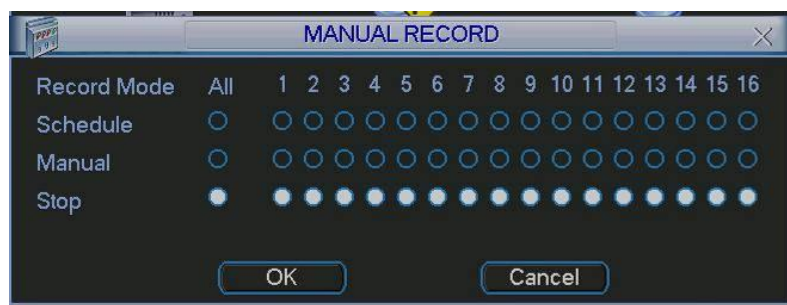 MANUAL RECORD
Record Mode All 1 2 3 4 5 6 7 8 9 10 11 12 13 14 15 16
Schedule
Manual
Stop
OK Cancel